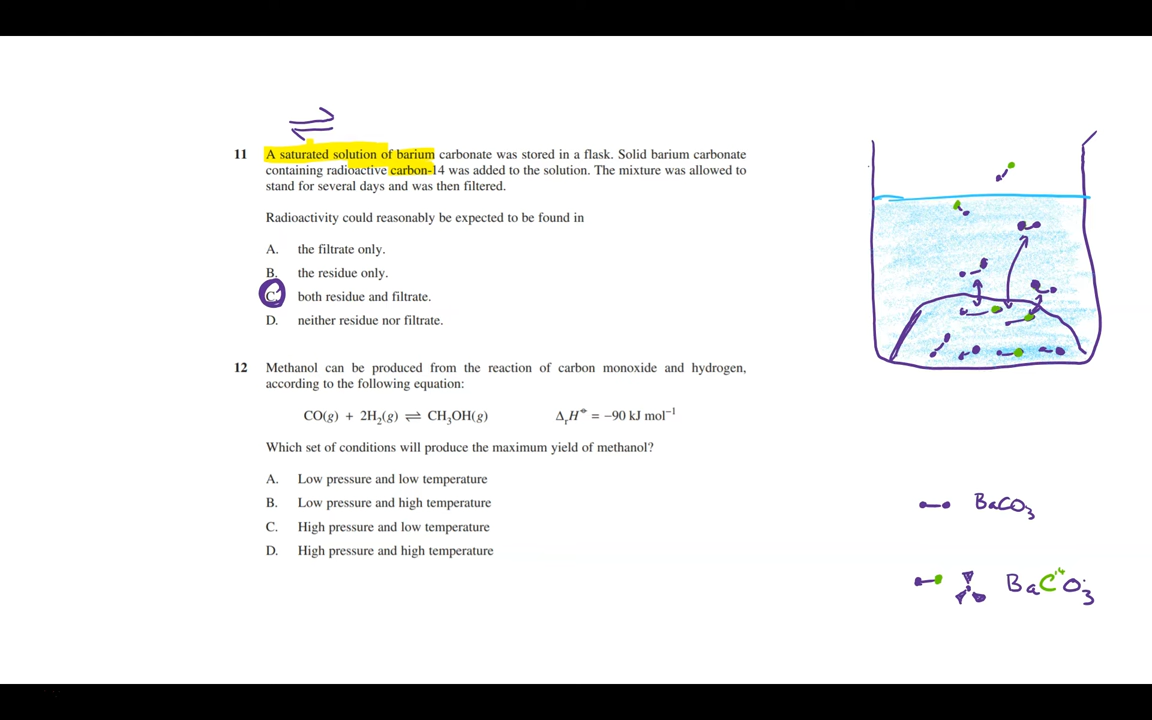 11 A saturated solution of barium carbonate was stored in a flask. Solid barium carbonate
containing radioactive carbon-14 was added to the solution. The mixture was allowed to
stand for several days and was then filtered.
Radioactivity could reasonably be expected to be found in
A. the filtrate only.
B. the residue only.
C. both residue and filtrate.
D. neither residue nor filtrate.
12 Methanol can be produced from the reaction of carbon monoxide and hydrogen,
according to the following equation:
CO(g) + 2H₂(g) ⇌ CH₃OH(g) ΔᵣH⦵ = −90 kJ mol⁻¹
Which set of conditions will produce the maximum yield of methanol?
A. Low pressure and low temperature
B. Low pressure and high temperature
C. High pressure and low temperature
D. High pressure and high temperature
BaCO₃
BaC¹⁴O₃